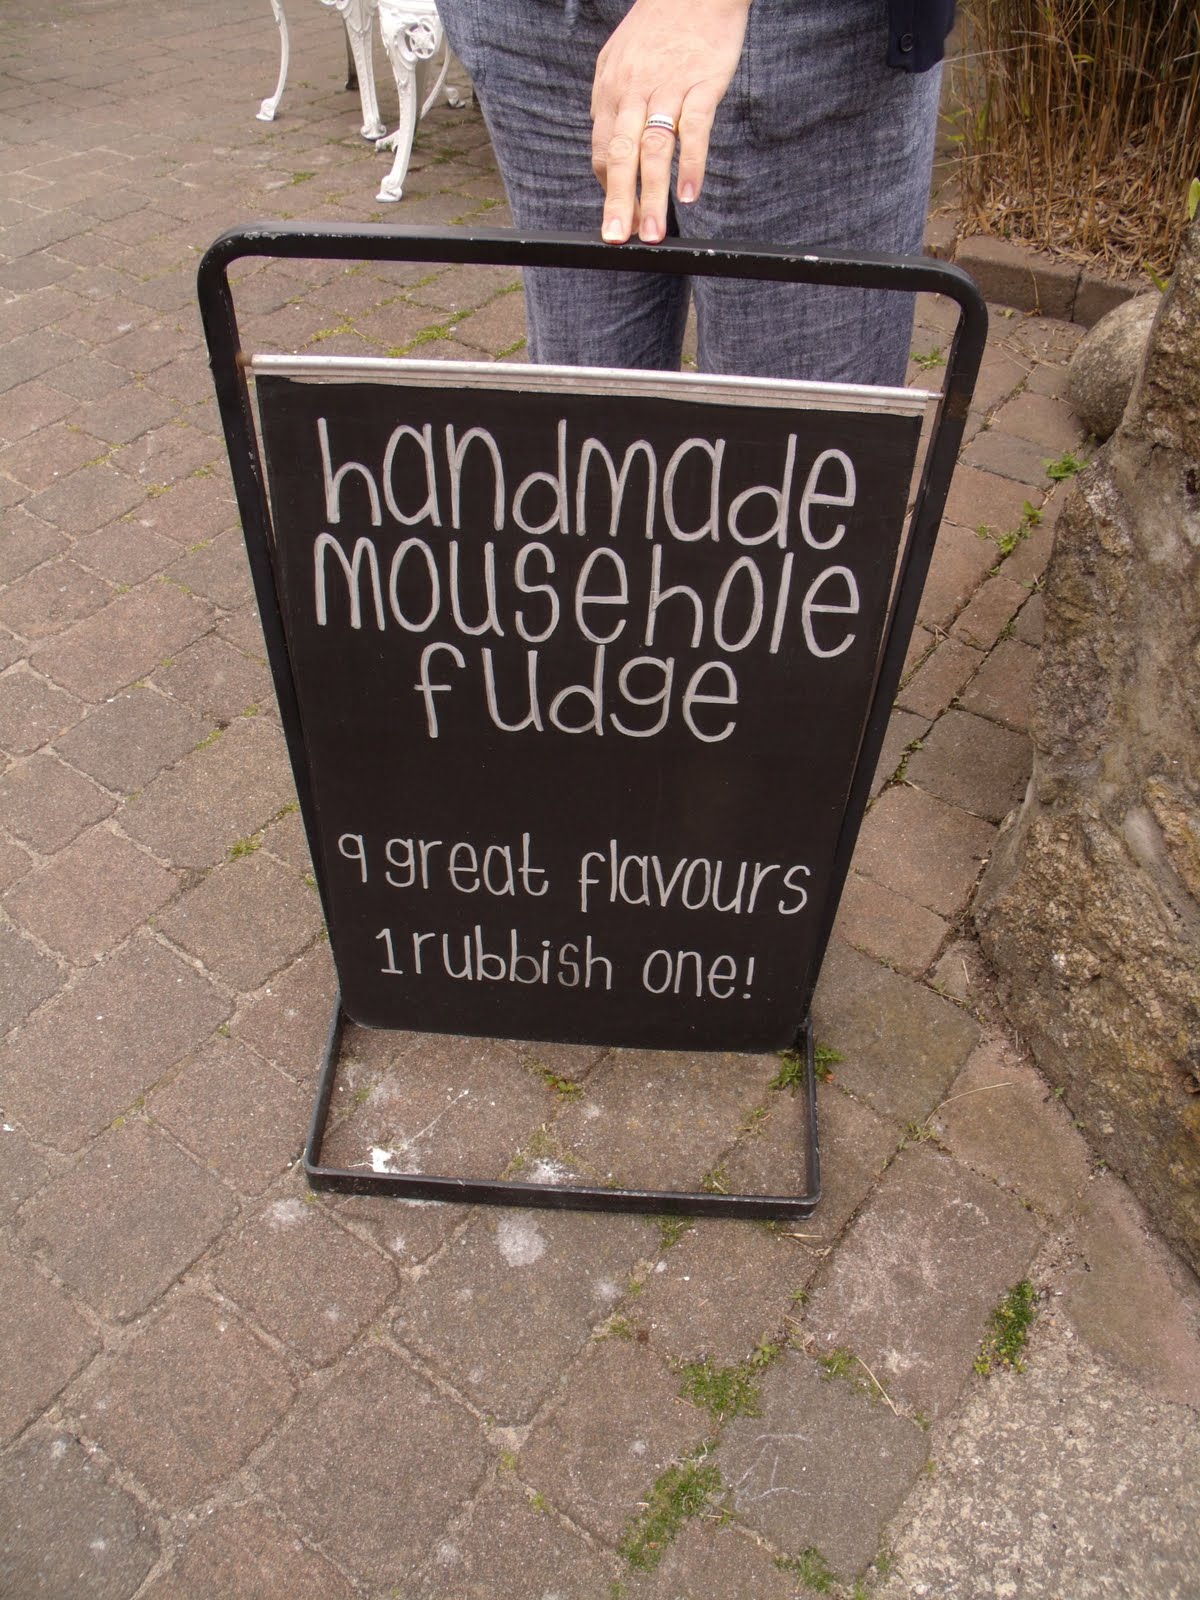 handmade
mousehole
fudge
9 great flavours
1 rubbish one!